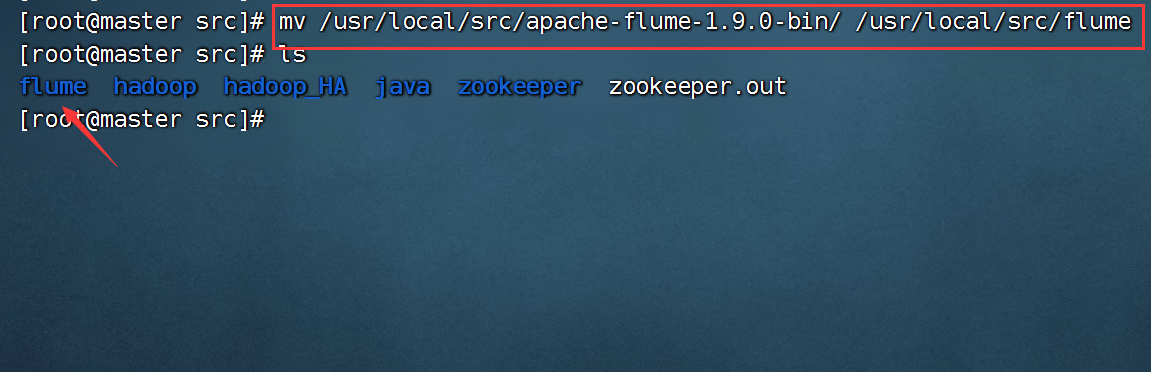 [root@master src]# mv /usr/local/src/apache-flume-1.9.0-bin/ /usr/local/src/flume
[root@master src]# ls
flume hadoop hadoop_HA java zookeeper zookeeper.out
[root@master src]#